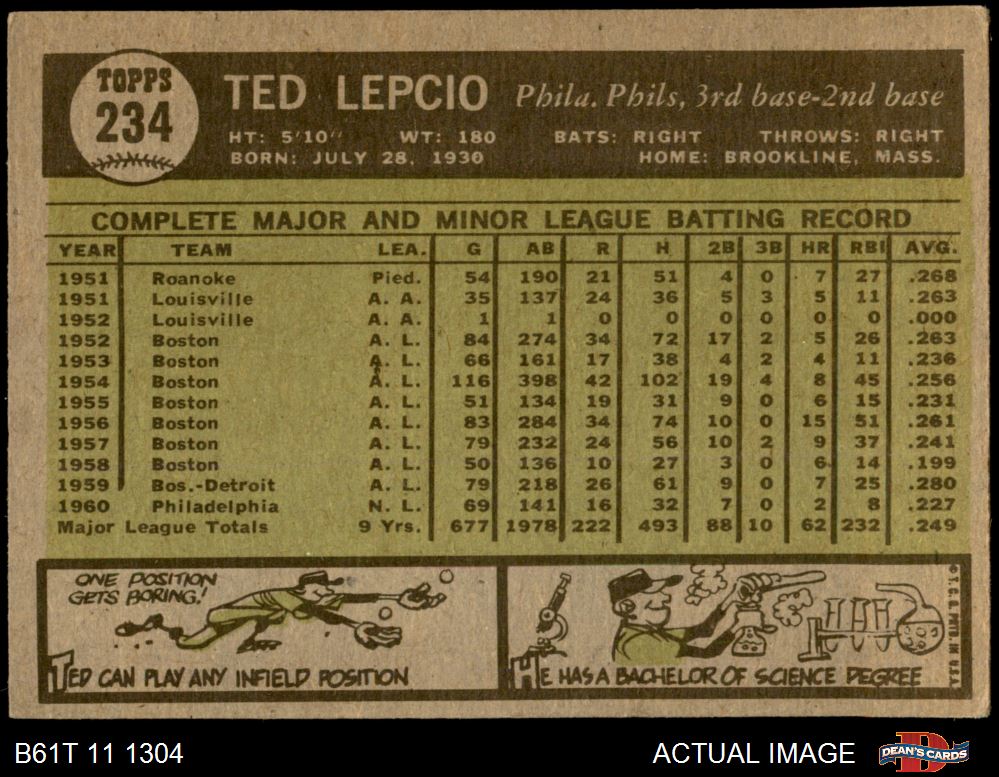 TOPPS
234
TED LEPCIO Phila. Phils, 3rd base-2nd base
HT: 5'10" WT: 180 BATS: RIGHT THROWS: RIGHT
BORN: JULY 28, 1930 HOME: BROOKLINE, MASS.
COMPLETE MAJOR AND MINOR LEAGUE BATTING RECORD
YEAR TEAM LEA. G AB R H 2B 3B HR RBI AVG.
1951 Roanoke Pied. 54 190 21 51 4 0 7 27 .268
1951 Louisville A. A. 35 137 24 36 5 3 5 11 .263
1952 Louisville A. A. 1 1 0 0 0 0 0 0 .000
1952 Boston A. L. 84 274 34 72 17 2 5 26 .263
1953 Boston A. L. 66 161 17 38 4 2 4 11 .236
1954 Boston A. L. 116 398 42 102 19 4 8 45 .256
1955 Boston A. L. 51 134 19 31 9 0 6 15 .231
1956 Boston A. L. 83 284 34 74 10 0 15 51 .261
1957 Boston A. L. 79 232 24 56 10 2 9 37 .241
1958 Boston A. L. 50 136 10 27 3 0 6 14 .199
1959 Bos.-Detroit A. L. 79 218 26 61 9 0 7 25 .280
1960 Philadelphia N. L. 69 141 16 32 7 0 2 8 .227
Major League Totals 9 Yrs. 677 1978 222 493 88 10 62 232 .249
ONE POSITION
GETS BORING!
TED CAN PLAY ANY INFIELD POSITION
HE HAS A BACHELOR OF SCIENCE DEGREE
© T. C. G. PRTD. IN U.S.A.
B61T 11 1304 ACTUAL IMAGE
D
DEAN'S CARDS